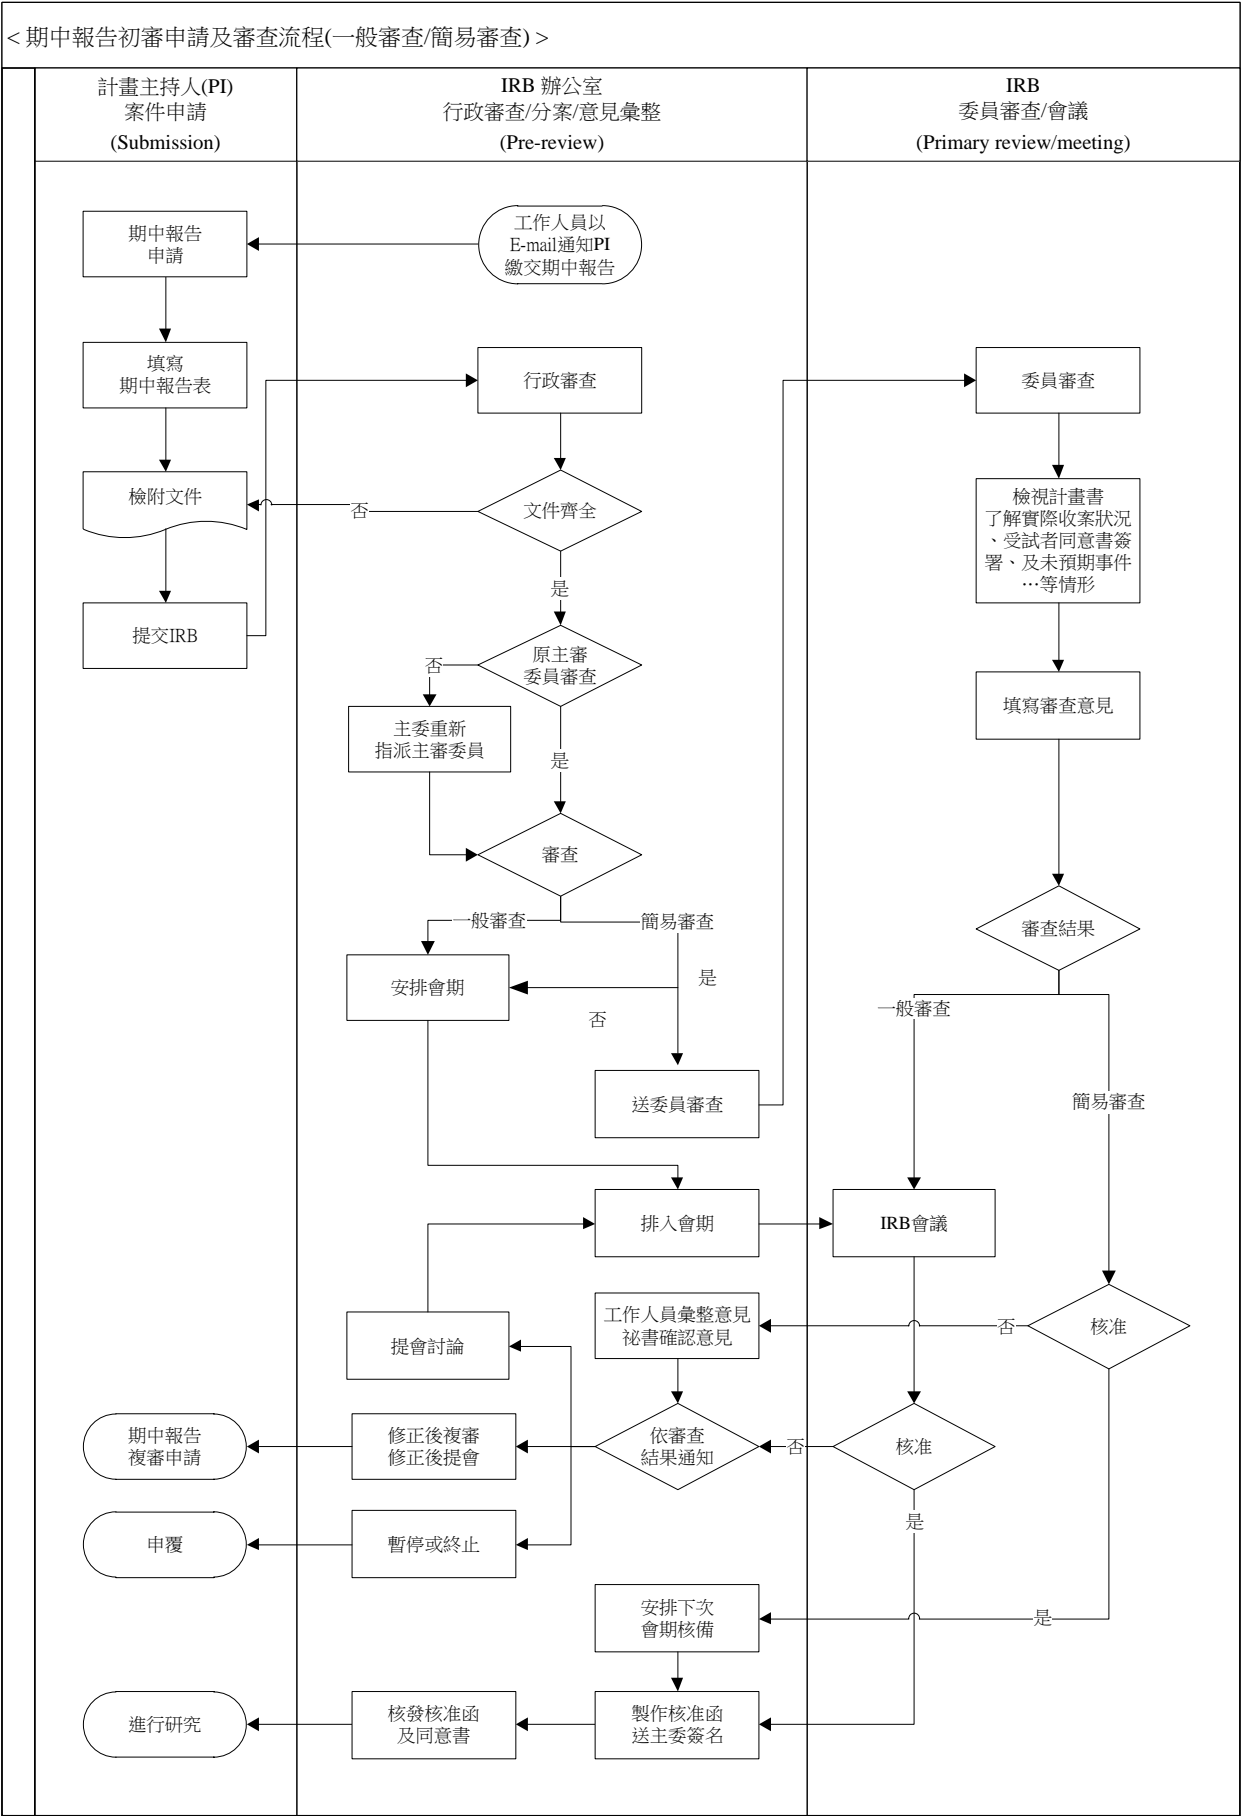 < 期中報告初審申請及審查流程(一般審查/簡易審查) >
計畫主持人(PI)
案件申請
(Submission)
IRB 辦公室
行政審查/分案/意見彙整
(Pre-review)
IRB
委員審查/會議
(Primary review/meeting)
期中報告
申請
工作人員以
E-mail通知PI
繳交期中報告
填寫
期中報告表
行政審查
委員審查
檢附文件
否
文件齊全
檢視計畫書
了解實際收案狀況
、受試者同意書簽
署、及未預期事件
…等情形
是
提交IRB
否
原主審
委員審查
主委重新
指派主審委員
填寫審查意見
是
審查
一般審查
簡易審查
審查結果
安排會期
是
否
一般審查
送委員審查
簡易審查
排入會期
IRB會議
提會討論
工作人員彙整意見
祕書確認意見
否
核准
期中報告
複審申請
修正後複審
修正後提會
依審查
結果通知
否
核准
是
申覆
暫停或終止
安排下次
會期核備
是
進行研究
核發核准函
及同意書
製作核准函
送主委簽名